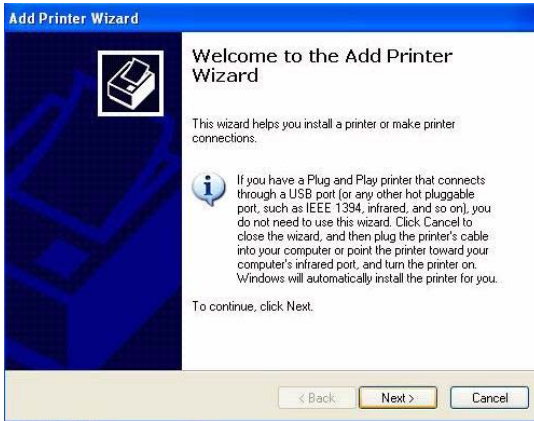 Add Printer Wizard
Welcome to the Add Printer
Wizard
This wizard helps you install a printer or make printer
connections.
If you have a Plug and Play printer that connects
through a USB port (or any other hot pluggable
port, such as IEEE 1394, infrared, and so on), you
do not need to use this wizard. Click Cancel to
close the wizard, and then plug the printer's cable
into your computer or point the printer toward your
computer's infrared port, and turn the printer on.
Windows will automatically install the printer for you.
To continue, click Next.
< Back Next > Cancel